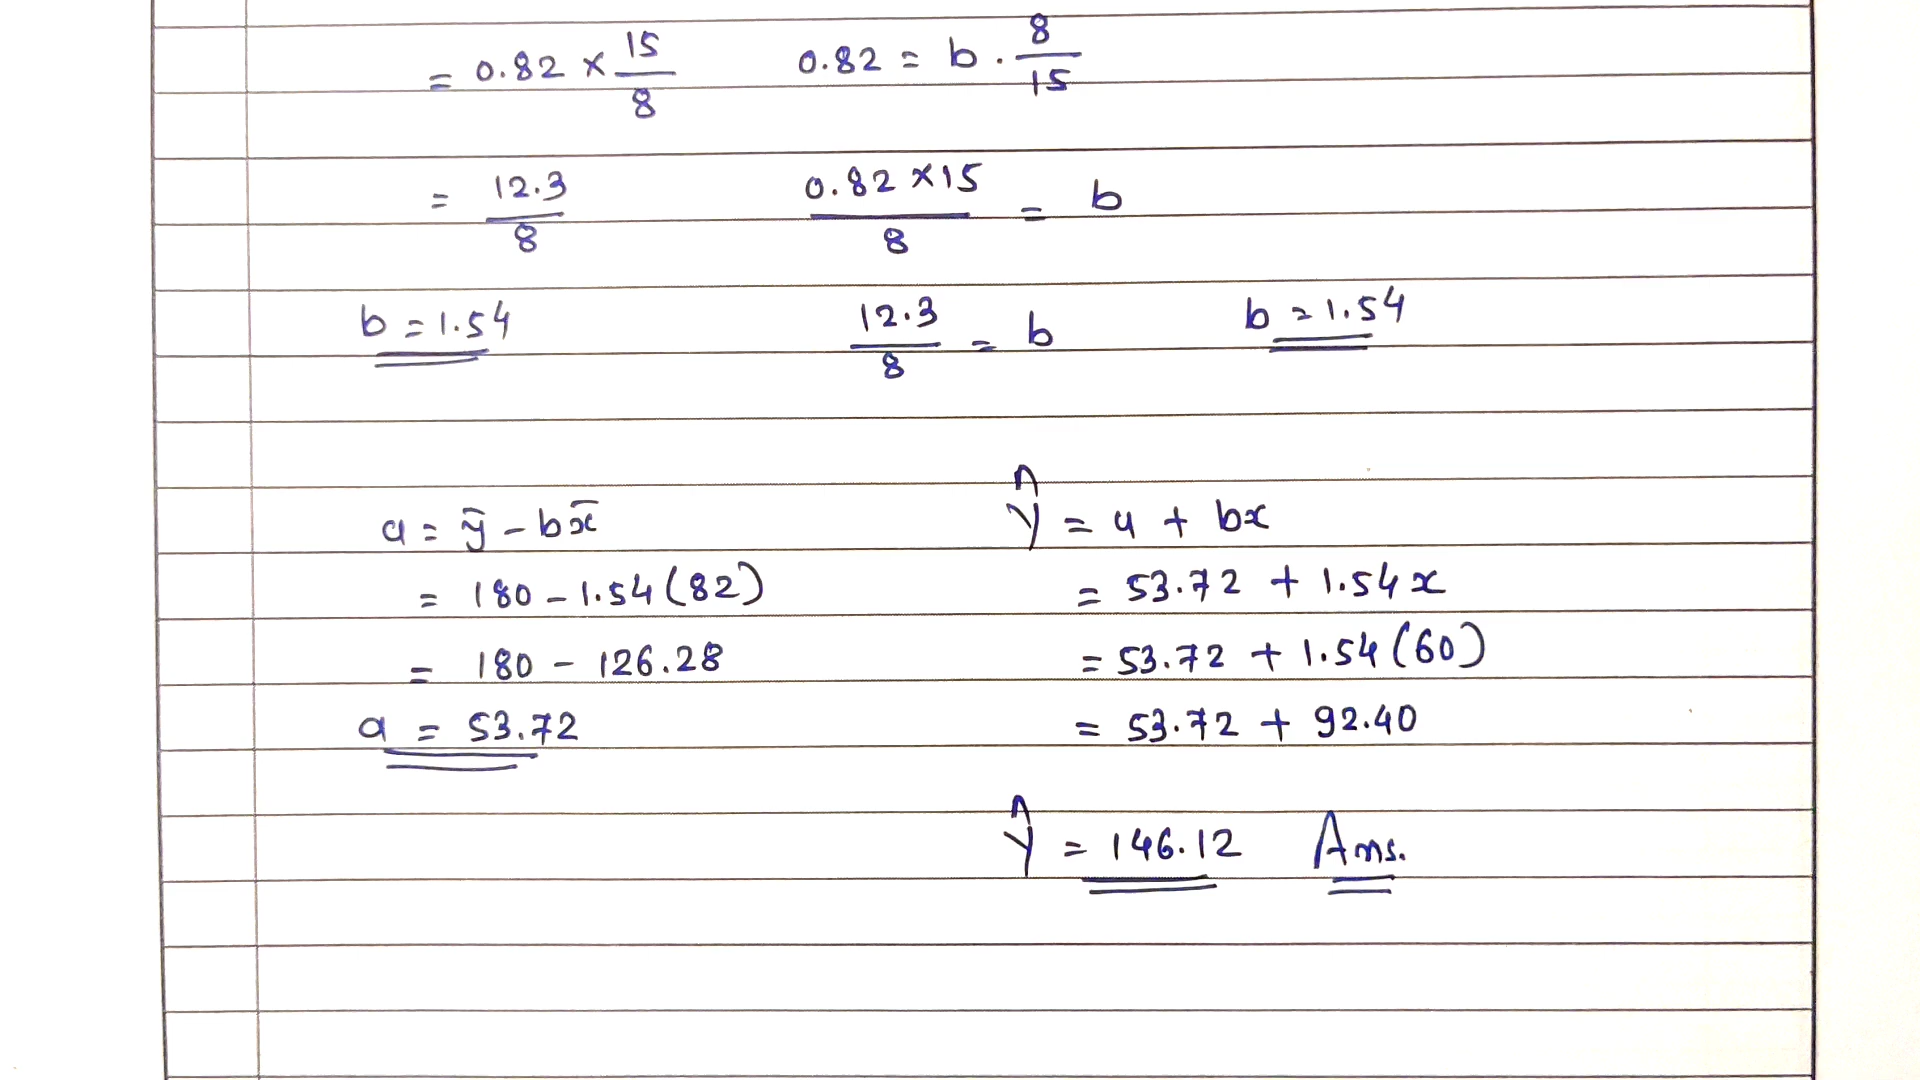 = 0.82 × 15/8    0.82 = b . 8/15
= 12.3/8    0.82 ×15/8 = b
b = 1.54    12.3/8 = b    b = 1.54
a = ȳ - bx̄    Ŷ = a + bx
= 180 - 1.54 (82)    = 53.72 + 1.54 x
= 180 - 126.28    = 53.72 + 1.54 (60)
a = 53.72    = 53.72 + 92.40
Ŷ = 146.12 Ans.